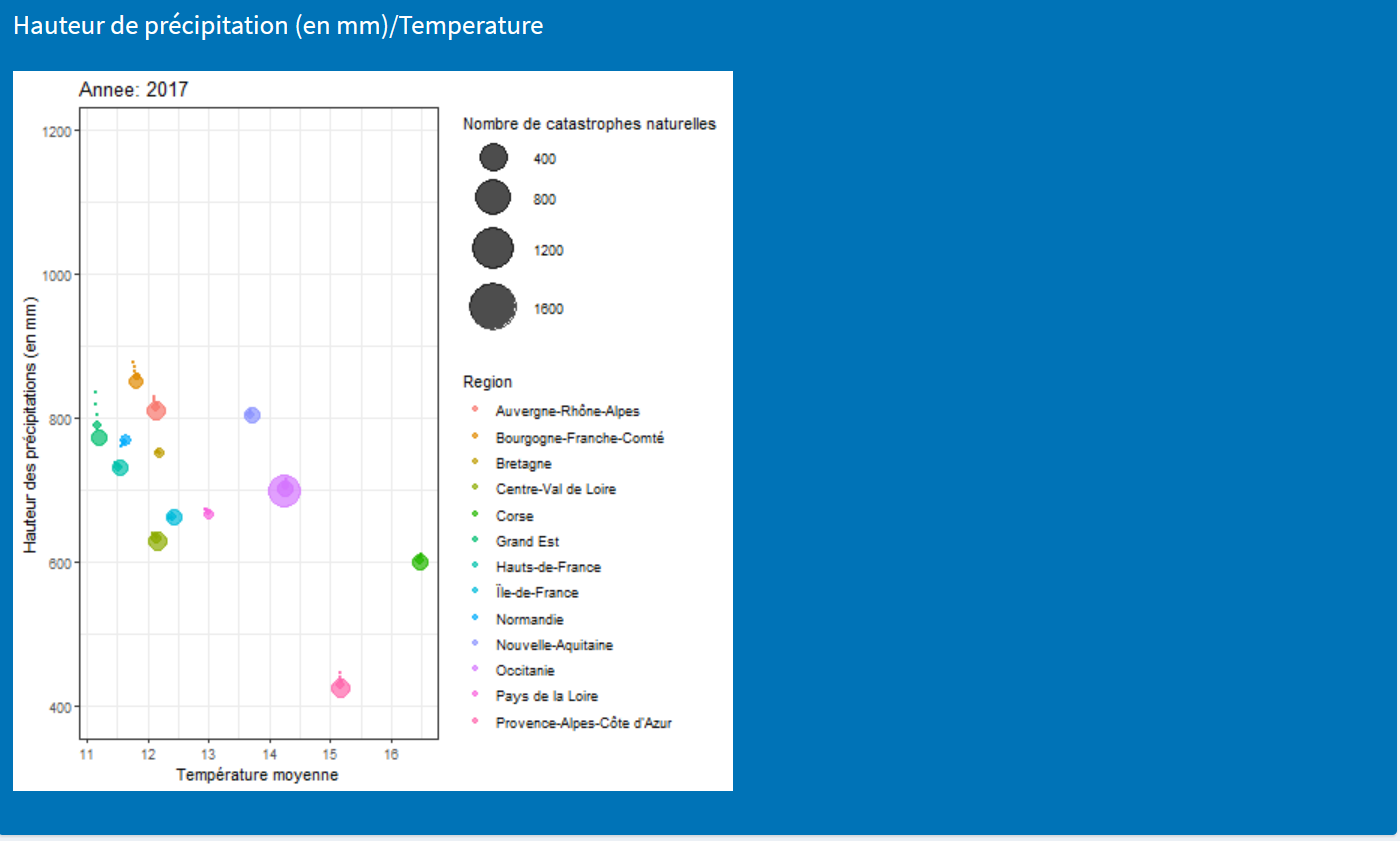 Hauteur de précipitation (en mm)/Temperature
Annee: 2017
Hauteur des précipitations (en mm)
1200
1000
800
600
400
11 12 13 14 15 16
Température moyenne
Nombre de catastrophes naturelles
400
800
1200
1600
Region
Auvergne-Rhône-Alpes
Bourgogne-Franche-Comté
Bretagne
Centre-Val de Loire
Corse
Grand Est
Hauts-de-France
Île-de-France
Normandie
Nouvelle-Aquitaine
Occitanie
Pays de la Loire
Provence-Alpes-Côte d'Azur